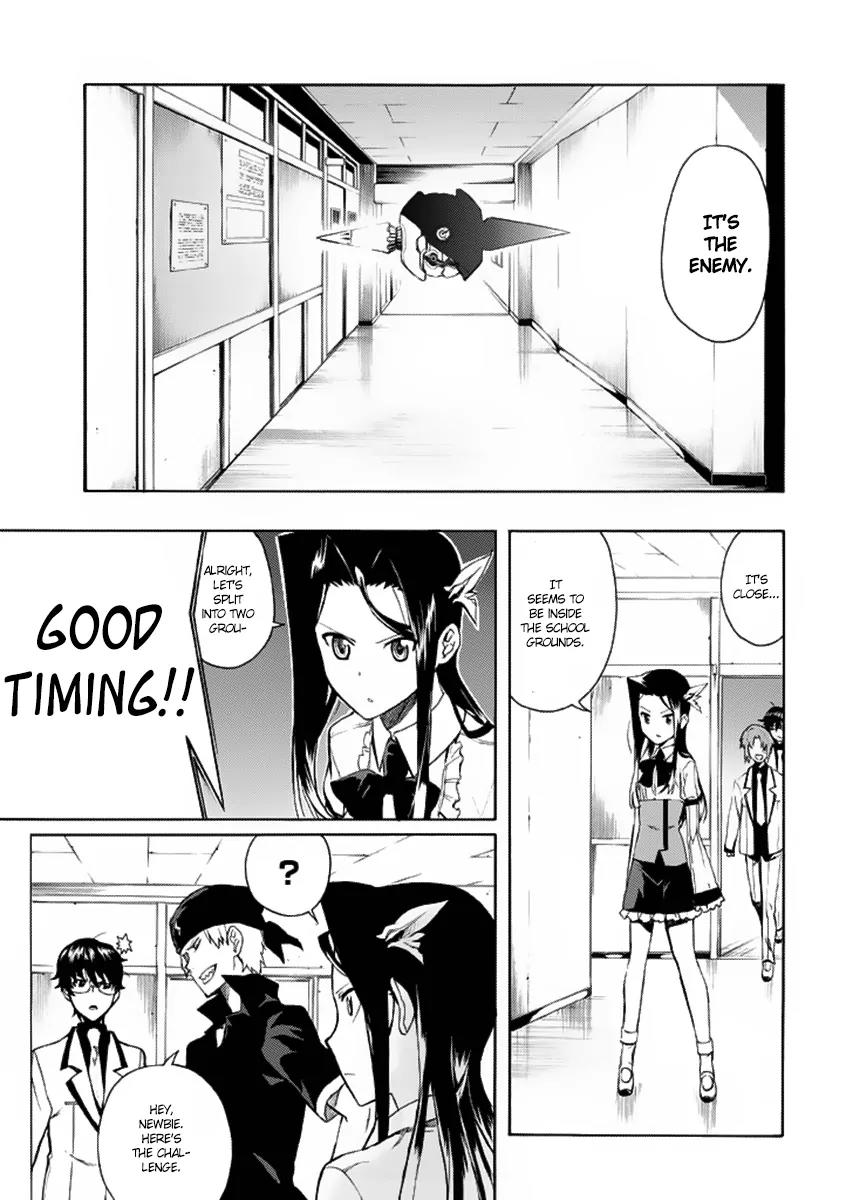 IT'S
THE
ENEMY.
IT'S
CLOSE...
IT
SEEMS TO
BE INSIDE
THE SCHOOL
GROUNDS.
ALRIGHT,
LET'S
SPLIT
INTO TWO
GROU-
GOOD
TIMING!!
?
HEY,
NEWBIE.
HERE'S
THE CHAL-
LENGE.